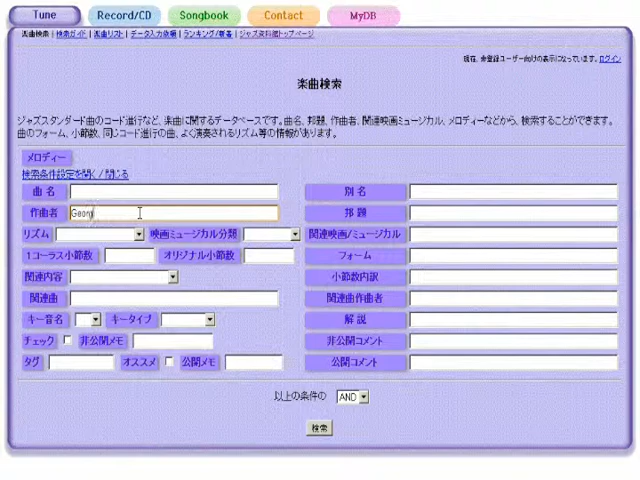 Tune Record/CD Songbook Contact MyDB
楽曲検索 | 検索ガイド | 楽曲リスト | データ入力依頼 | ランキング/新着 | ジャズ資料館トップページ
現在、未登録ユーザー向けの表示になっています。ログイン
楽曲検索
ジャズスタンダード曲のコード進行など、楽曲に関するデータベースです。曲名、邦題、作曲者、関連映画ミュージカル、メロディーなどから、検索することができます。
曲のフォーム、小節数、同じコード進行の曲、よく演奏されるリズム等の情報があります。
メロディー
検索条件設定を開く / 閉じる
曲 名 別 名
作曲者 Georg 邦 題
リズム 映画ミュージカル分類 関連映画/ミュージカル
1コーラス小節数 オリジナル小節数 フォーム
関連内容 小節数内訳
関連曲 関連曲作曲者
キー音名 キータイプ 解 説
チェック 非公開メモ 非公開コメント
タグ オススメ 公開メモ 公開コメント
以上の条件の AND
検索